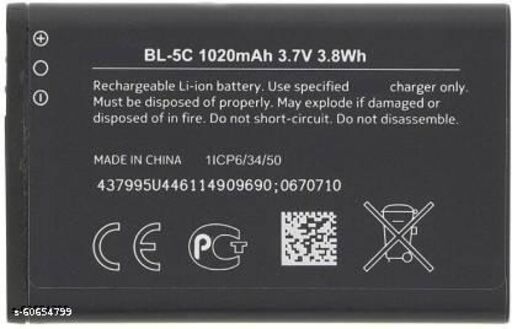 BL-5C 1020mAh 3.7V 3.8Wh
Rechargeable Li-ion battery. Use specified charger only.
Must be disposed of properly. May explode if damaged or
disposed of in fire. Do not short-circuit. Do not disassemble.
MADE IN CHINA 1ICP6/34/50
437995U446114909690;0670710
CE PCT
s-60654799